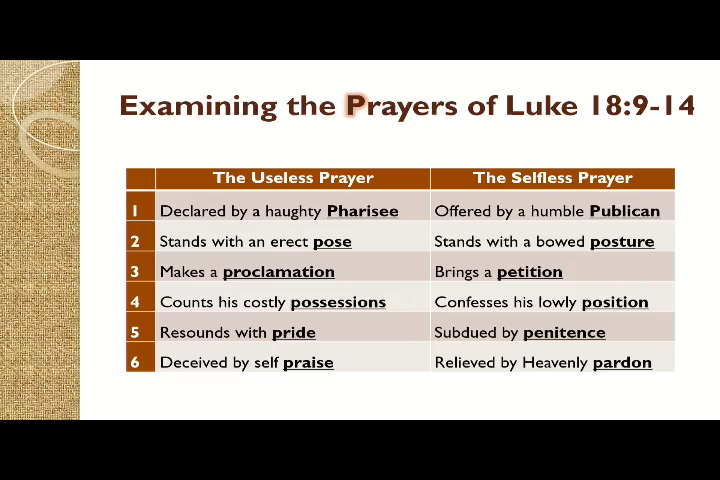 Examining the Prayers of Luke 18:9-14
The Useless Prayer The Selfless Prayer
1 Declared by a haughty Pharisee Offered by a humble Publican
2 Stands with an erect pose Stands with a bowed posture
3 Makes a proclamation Brings a petition
4 Counts his costly possessions Confesses his lowly position
5 Resounds with pride Subdued by penitence
6 Deceived by self praise Relieved by Heavenly pardon